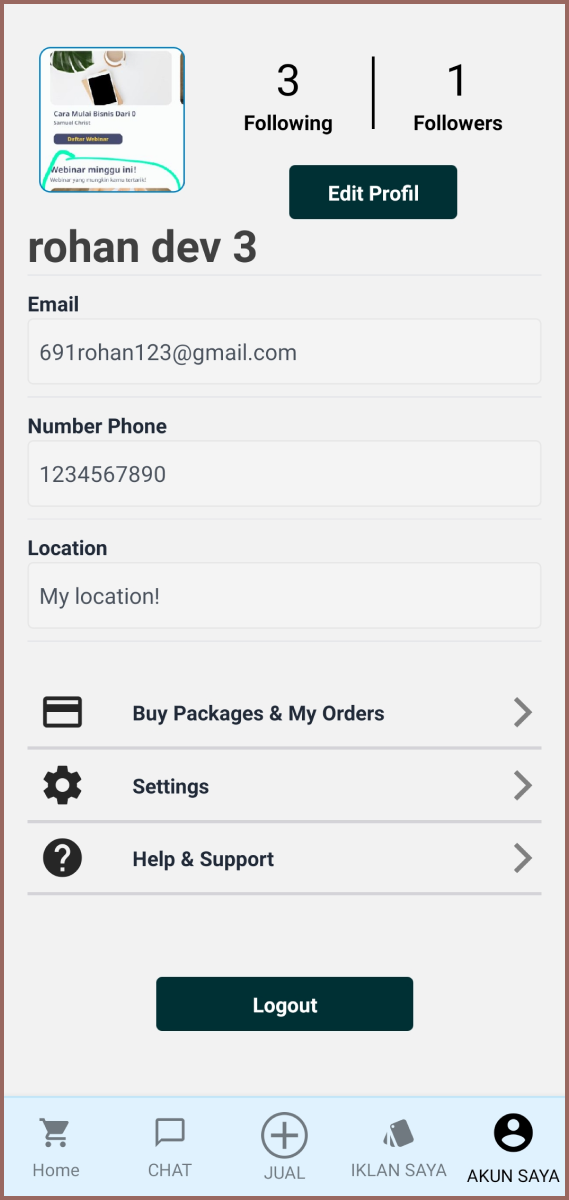 Cara Mulai Bisnis Dari 0
Samuel Christ
Daftar Webinar
Webinar minggu ini!
Webinar yang mungkin kamu tertarik!
3
Following
1
Followers
Edit Profil
rohan dev 3
Email
691rohan123@gmail.com
Number Phone
1234567890
Location
My location!
Buy Packages & My Orders
Settings
Help & Support
Logout
Home
CHAT
JUAL
IKLAN SAYA
AKUN SAYA